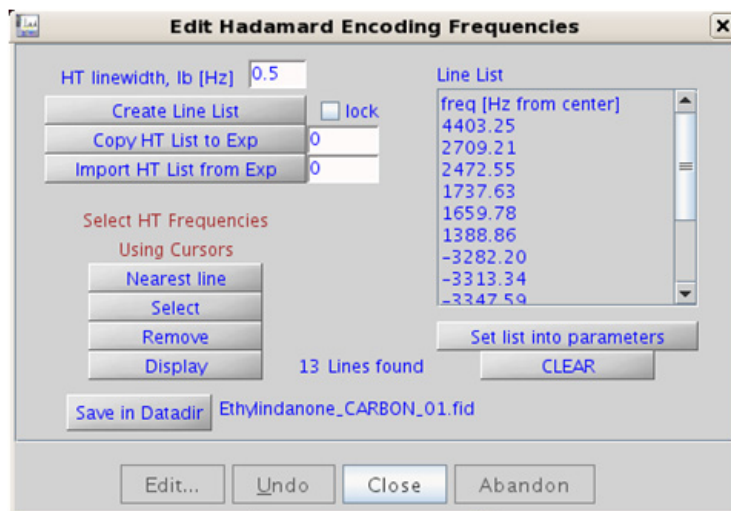 Edit Hadamard Encoding Frequencies
HT linewidth, lb [Hz] 0.5
Create Line List lock
Copy HT List to Exp 0
Import HT List from Exp 0
Select HT Frequencies
Using Cursors
Nearest line
Select
Remove
Display
13 Lines found
Save in Datadir Ethylindanone_CARBON_01.fid
Line List
freq [Hz from center]
4403.25
2709.21
2472.55
1737.63
1659.78
1388.86
-3282.20
-3313.34
-3347.59
Set list into parameters
CLEAR
Edit... Undo Close Abandon